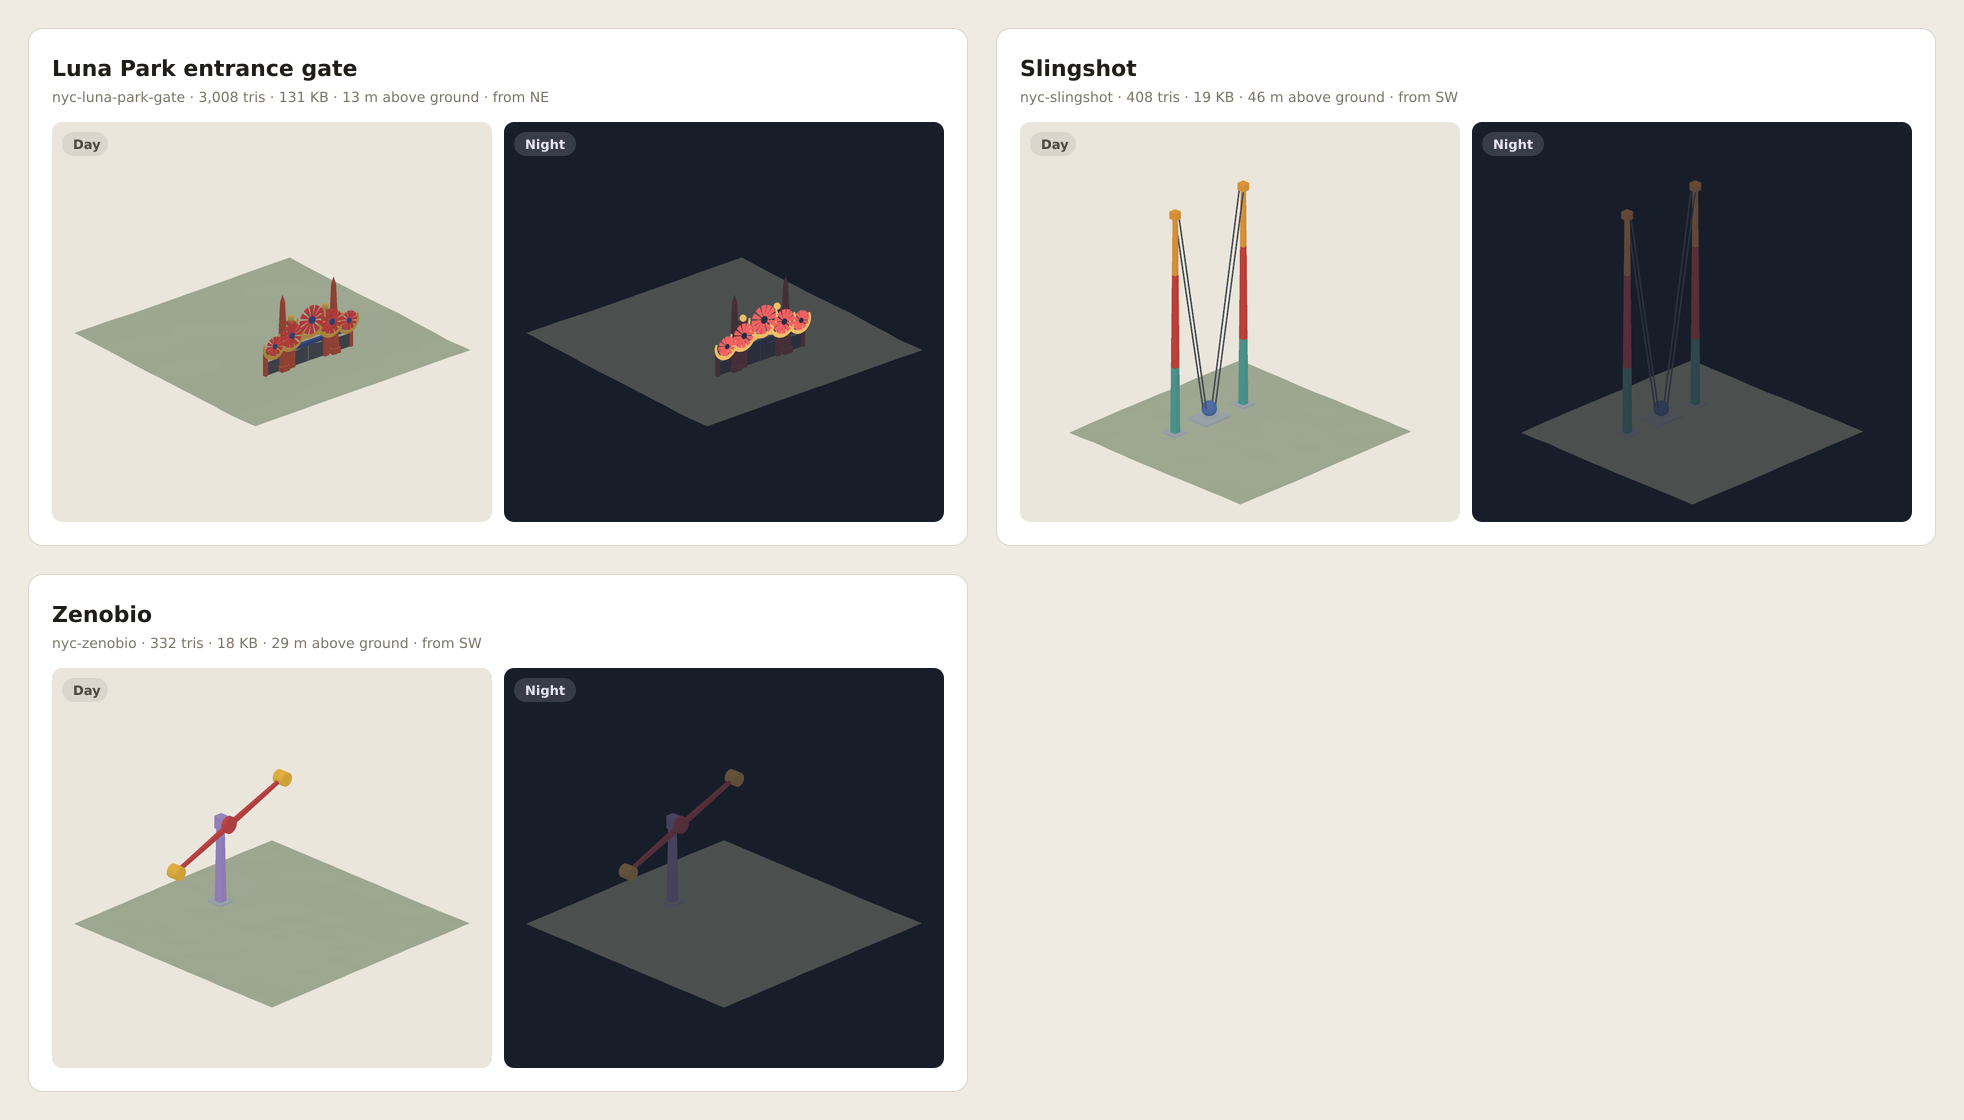 Luna Park entrance gate
nyc-luna-park-gate · 3,008 tris · 131 KB · 13 m above ground · from NE
Day
Night
Slingshot
nyc-slingshot · 408 tris · 19 KB · 46 m above ground · from SW
Day
Night
Zenobio
nyc-zenobio · 332 tris · 18 KB · 29 m above ground · from SW
Day
Night